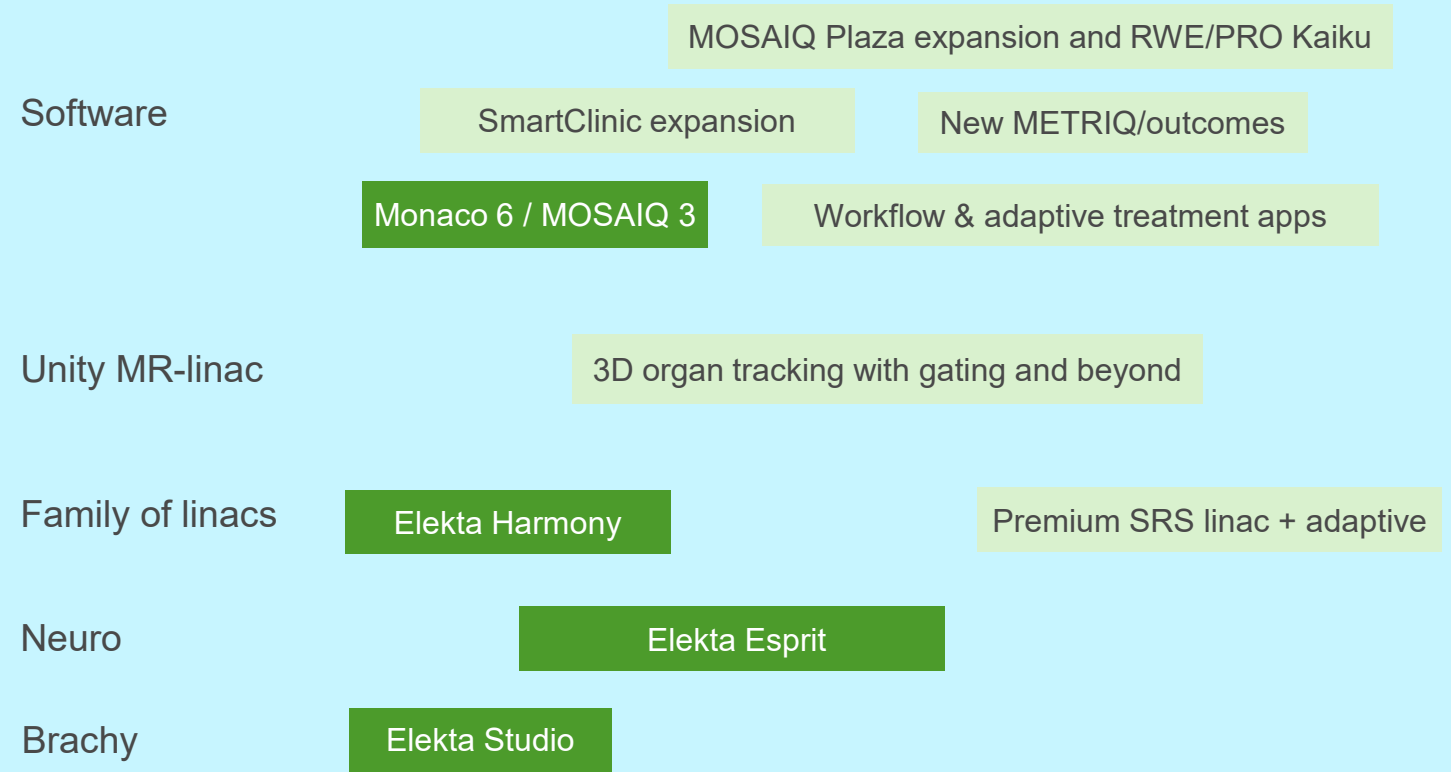 MOSAIQ Plaza expansion and RWE/PRO Kaiku
Software
SmartClinic expansion
New METRIQ/outcomes
Monaco 6 / MOSAIQ 3
Workflow & adaptive treatment apps
Unity MR-linac
3D organ tracking with gating and beyond
Family of linacs
Elekta Harmony
Premium SRS linac + adaptive
Neuro
Elekta Esprit
Brachy
Elekta Studio